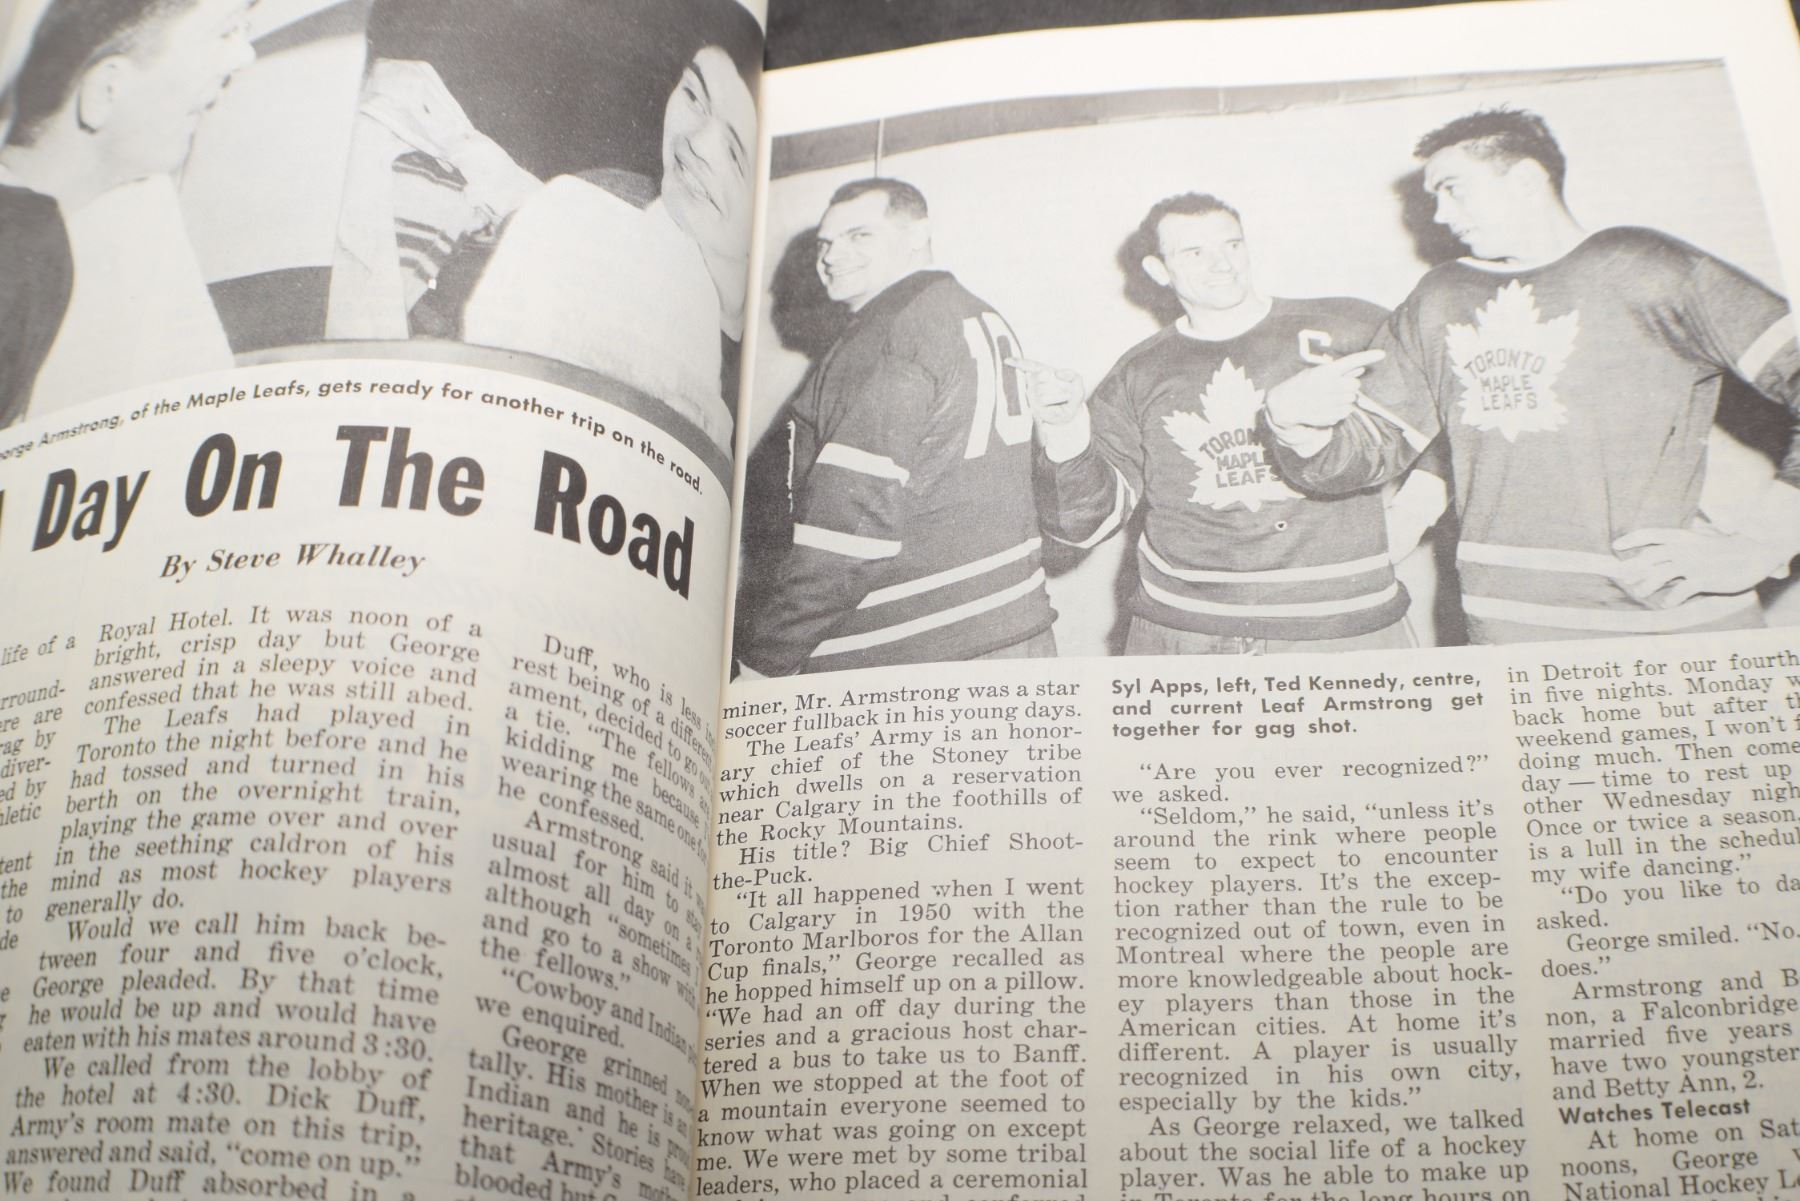 orge Armstrong, of the Maple Leafs, gets ready for another trip on the road.
Day On The Road
By Steve Whalley
life of a
rround-
ere are
rag by
diver-
ed by
letic
tent
the
to
de
Royal Hotel. It was noon of a
bright, crisp day but George
answered in a sleepy voice and
confessed that he was still abed.
The Leafs had played in
Toronto the night before and he
had tossed and turned in his
berth on the overnight train,
playing the game over and over
in the seething caldron of his
mind as most hockey players
generally do.
Would we call him back be-
tween four and five o'clock,
George pleaded. By that time
he would be up and would have
eaten with his mates around 3:30.
We called from the lobby of
the hotel at 4:30. Dick Duff,
Army's room mate on this trip,
answered and said, "come on up."
We found Duff absorbed in a
Duff, who is less
rest being of a different
ament, decided to go out
a tie. "The fellows are
kidding me because I
wearing the same one for
he confessed.
Armstrong said it was
usual for him to stay
almost all day on a
although "sometimes I
and go to a show with
the fellows."
"Cowboy and Indian
we enquired.
George grinned
tally. His mother is an
Indian and he is proud
heritage. Stories have
that Army's mother
blooded but
10
C
TORONTO
MAPLE
LEAFS
TORONTO
MAPLE
LEAFS
miner, Mr. Armstrong was a star
soccer fullback in his young days.
The Leafs' Army is an honor-
ary chief of the Stoney tribe
which dwells on a reservation
near Calgary in the foothills of
the Rocky Mountains.
His title? Big Chief Shoot-
the-Puck.
"It all happened when I went
to Calgary in 1950 with the
Toronto Marlboros for the Allan
Cup finals," George recalled as
he hopped himself up on a pillow.
"We had an off day during the
series and a gracious host char-
tered a bus to take us to Banff.
When we stopped at the foot of
a mountain everyone seemed to
know what was going on except
me. We were met by some tribal
leaders, who placed a ceremonial
Syl Apps, left, Ted Kennedy, centre,
and current Leaf Armstrong get
together for gag shot.
"Are you ever recognized?"
we asked.
"Seldom," he said, "unless it's
around the rink where people
seem to expect to encounter
hockey players. It's the excep-
tion rather than the rule to be
recognized out of town, even in
Montreal where the people are
more knowledgeable about hock-
ey players than those in the
American cities. At home it's
different. A player is usually
recognized in his own city,
especially by the kids."
As George relaxed, we talked
about the social life of a hockey
player. Was he able to make up
in Toronto for the long hours on
in Detroit for our fourth
in five nights. Monday w
back home but after th
weekend games, I won't f
doing much. Then come
day — time to rest up
other Wednesday nigh
Once or twice a season,
is a lull in the schedul
my wife dancing."
"Do you like to da
asked.
George smiled. "No.
does."
Armstrong and B
non, a Falconbridge
married five years
have two youngster
and Betty Ann, 2.
Watches Telecast
At home on Sat
noons, George
National Hockey L